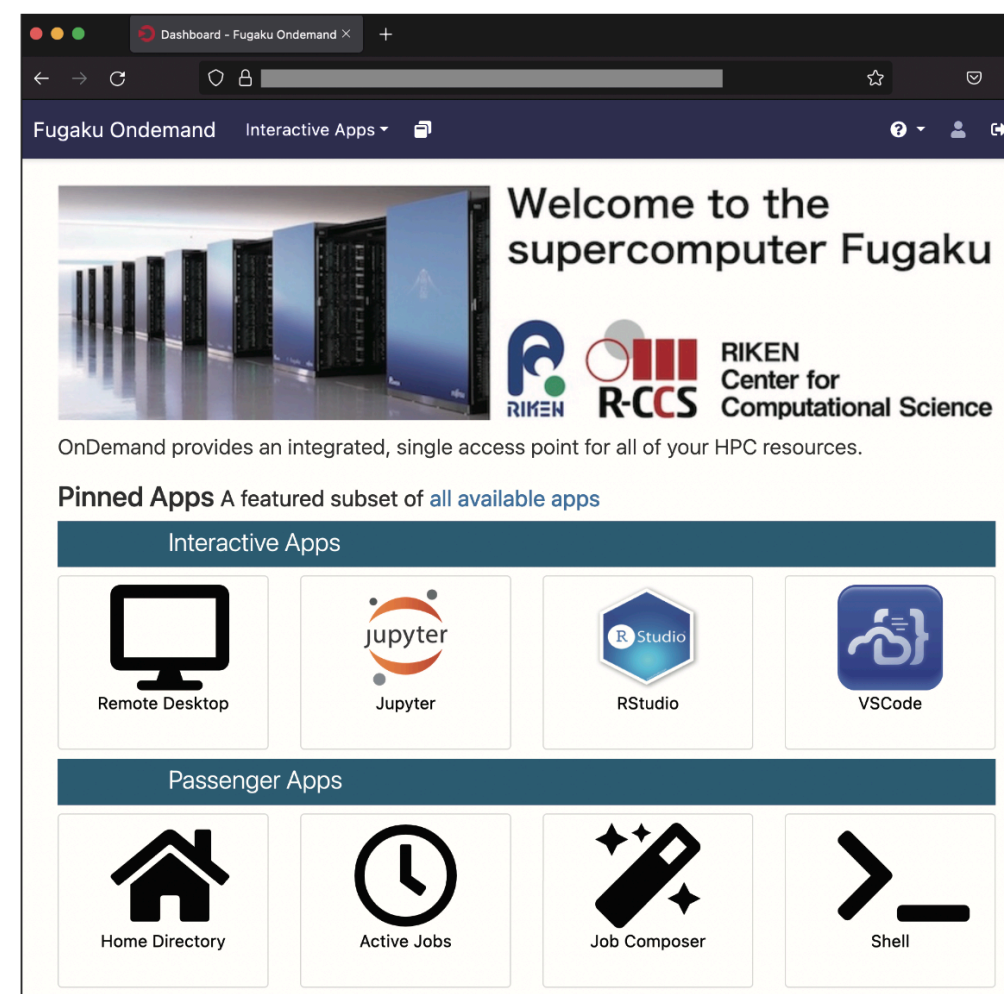 Dashboard - Fugaku Ondemand
Fugaku Ondemand Interactive Apps
Welcome to the
supercomputer Fugaku
RIKEN
R-CCS
RIKEN
Center for
Computational Science
OnDemand provides an integrated, single access point for all of your HPC resources.
Pinned Apps A featured subset of all available apps
Interactive Apps
jupyter
R Studio
Remote Desktop
Jupyter
RStudio
VSCode
Passenger Apps
Home Directory
Active Jobs
Job Composer
Shell